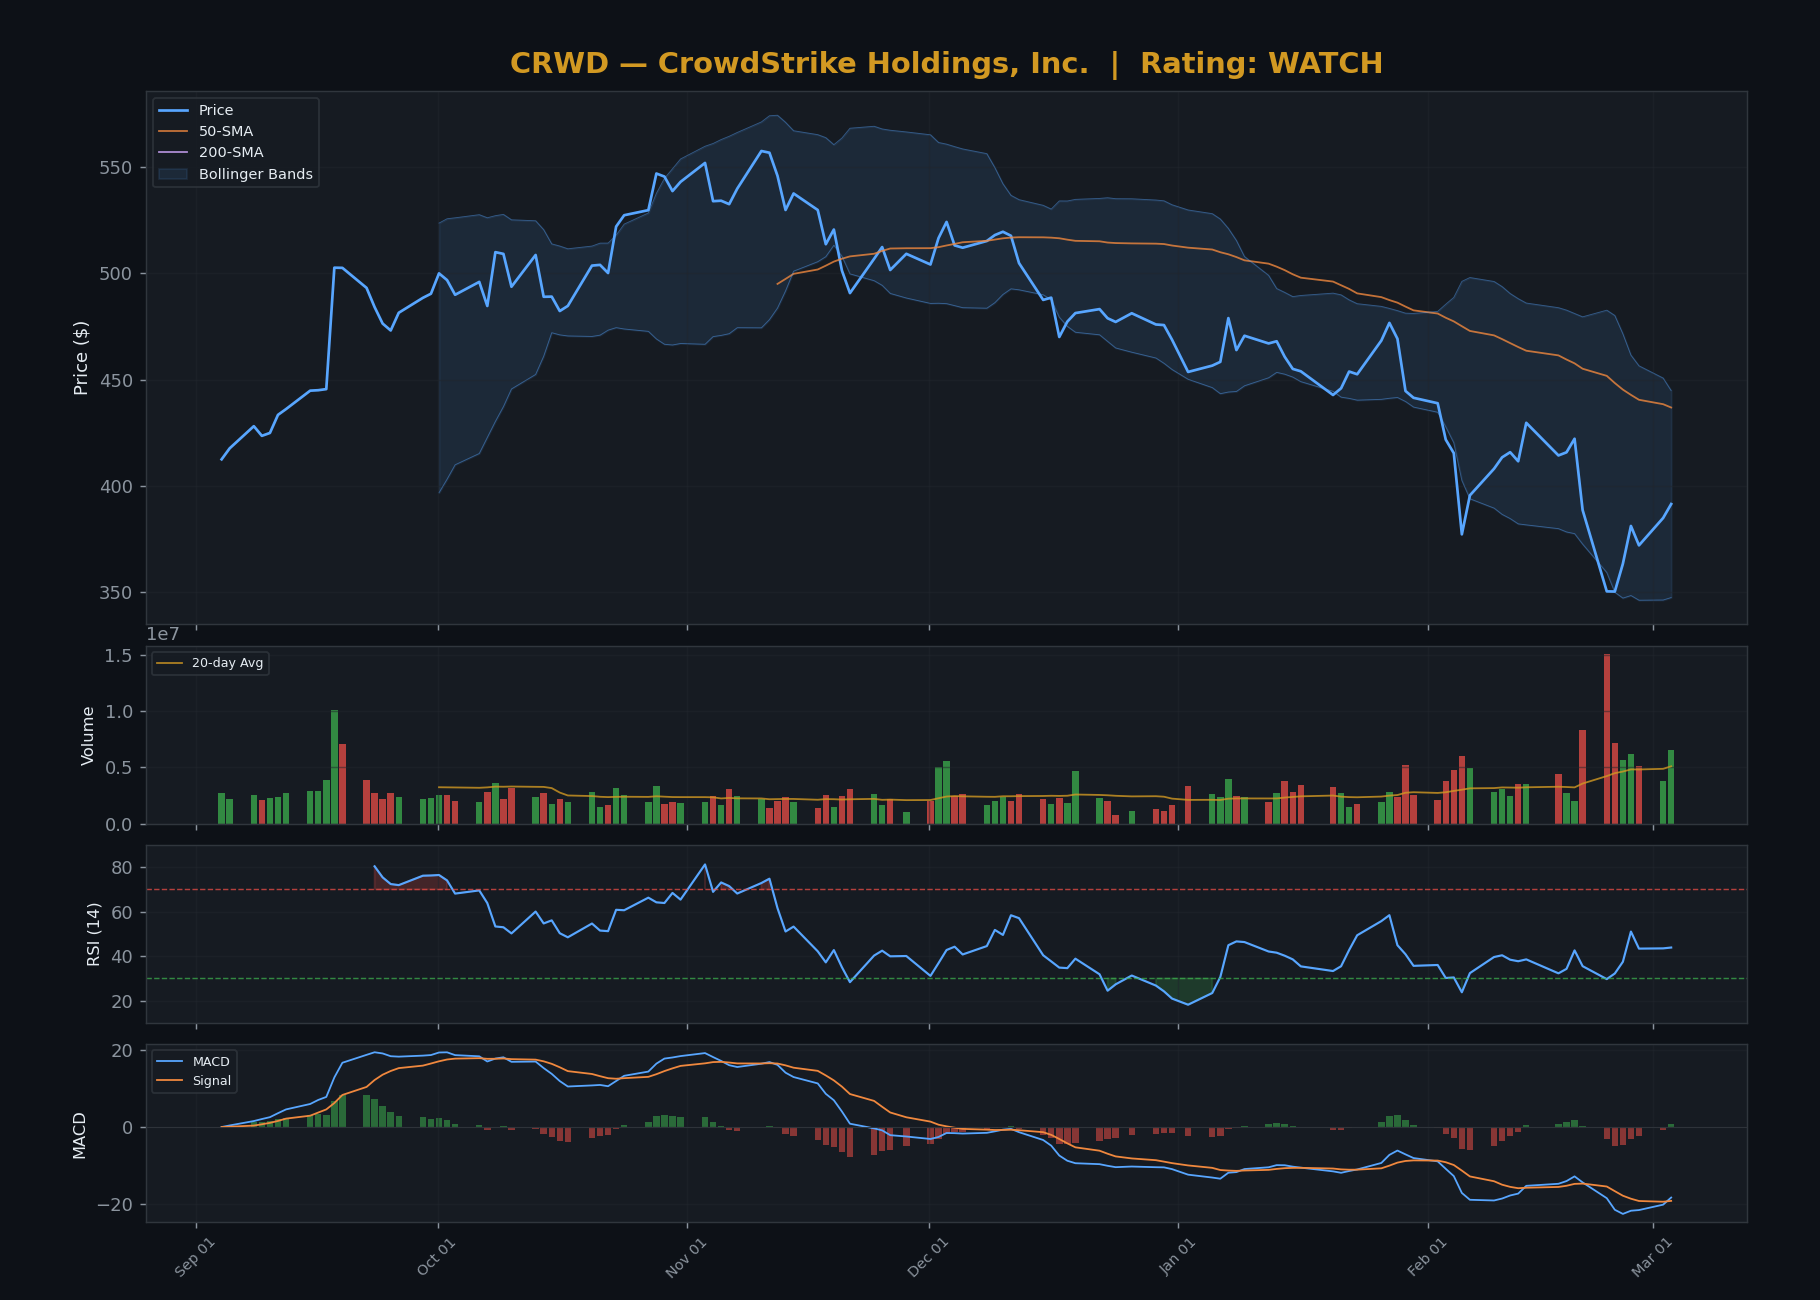 CRWD — CrowdStrike Holdings, Inc. | Rating: WATCH
Price
50-SMA
200-SMA
Bollinger Bands
Price ($)
550
500
450
400
350
1e7
20-day Avg
Volume
1.5
1.0
0.5
0.0
RSI (14)
80
60
40
20
MACD
Signal
MACD
20
0
−20
Sep 01
Oct 01
Nov 01
Dec 01
Jan 01
Feb 01
Mar 01